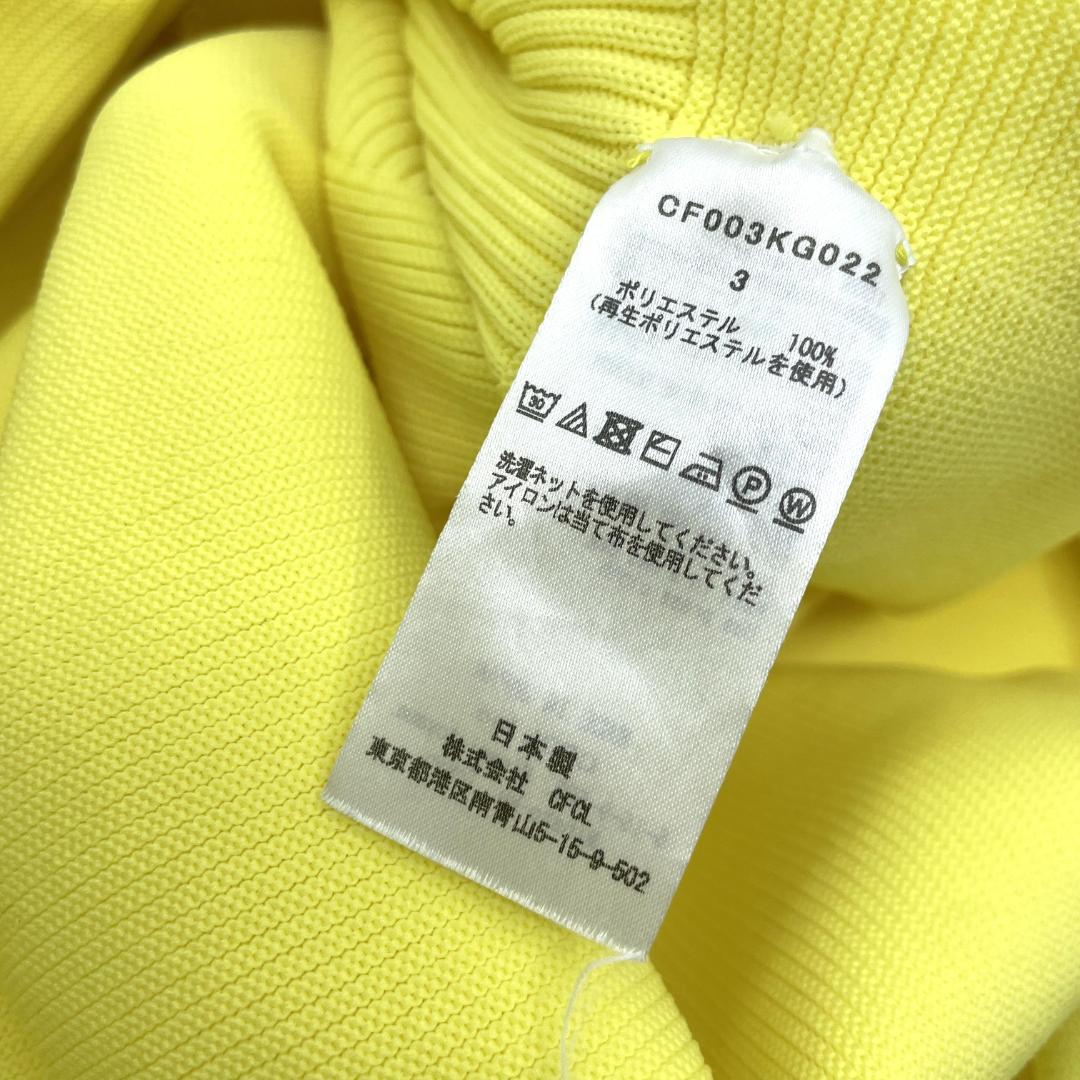 CF003KG022
3
ポリエステル 100%
(再生ポリエステルを使用)
30
P
W
洗濯ネットを使用してください。
アイロンは当て布を使用してくだ
さい。
日本製
株式会社 CFCL
東京都港区南青山5-15-9-502